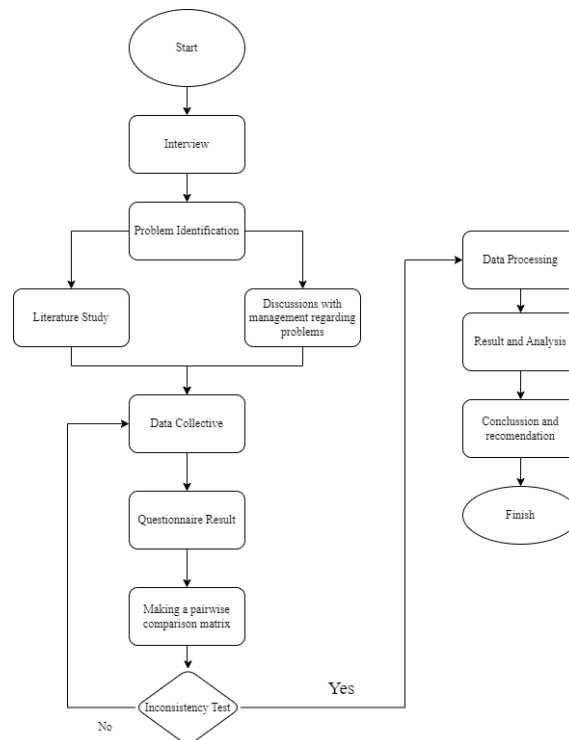 Start
Interview
Problem Identification
Literature Study
Discussions with
management regarding
problems
Data Collective
Questionnaire Result
Making a pairwise
comparison matrix
Inconsistency Test
No
Yes
Data Processing
Result and Analysis
Conclussion and
recomendation
Finish